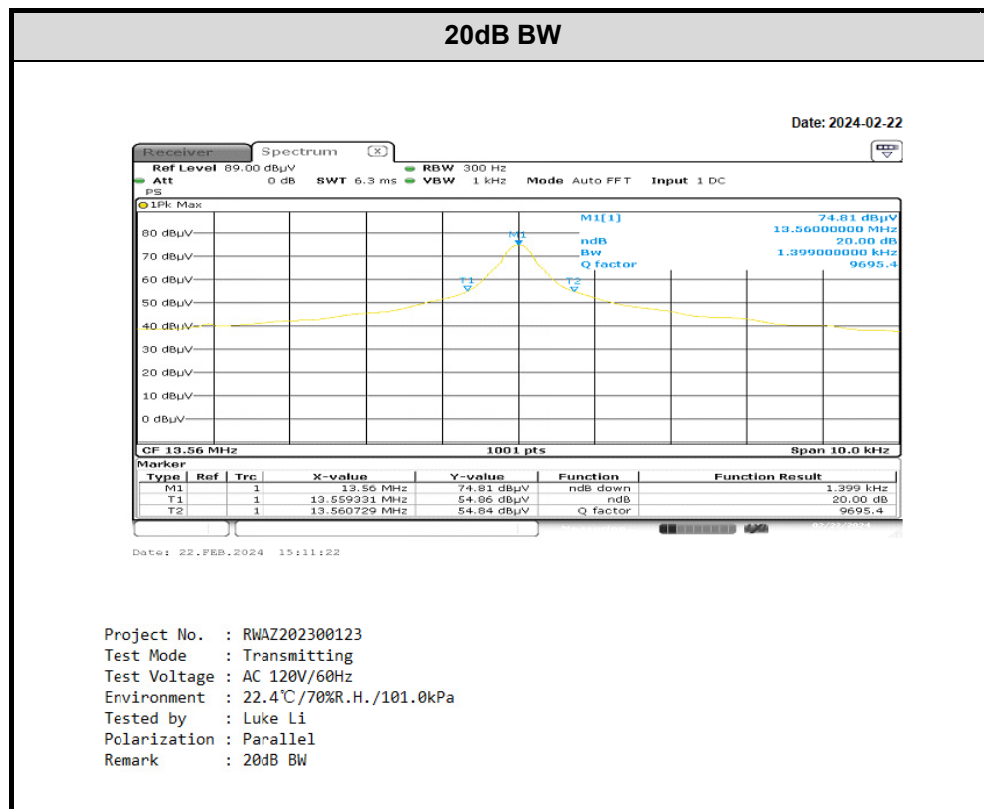 20dB BW
Date: 2024-02-22
Receiver Spectrum X
Ref Level 89.00 dBµV RBW 300 Hz
Att 0 dB SWT 6.3 ms VBW 1 kHz Mode Auto FFT Input 1 DC
PS
1Pk Max
M1[1] 74.81 dBµV
13.56000000 MHz
ndB 20.00 dB
Bw 1.399000000 kHz
Q factor 9695.4
M1
T1
T2
80 dBµV
70 dBµV
60 dBµV
50 dBµV
40 dBµV
30 dBµV
20 dBµV
10 dBµV
0 dBµV
CF 13.56 MHz 1001 pts Span 10.0 kHz
Marker
Type Ref Trc X-value Y-value Function Function Result
M1 1 13.56 MHz 74.81 dBµV ndB down 1.399 kHz
T1 1 13.559331 MHz 54.86 dBµV ndB 20.00 dB
T2 1 13.560729 MHz 54.84 dBµV Q factor 9695.4
Date: 22.FEB.2024 15:11:22
Project No. : RWAZ202300123
Test Mode : Transmitting
Test Voltage : AC 120V/60Hz
Environment : 22.4℃/70%R.H./101.0kPa
Tested by : Luke Li
Polarization : Parallel
Remark : 20dB BW